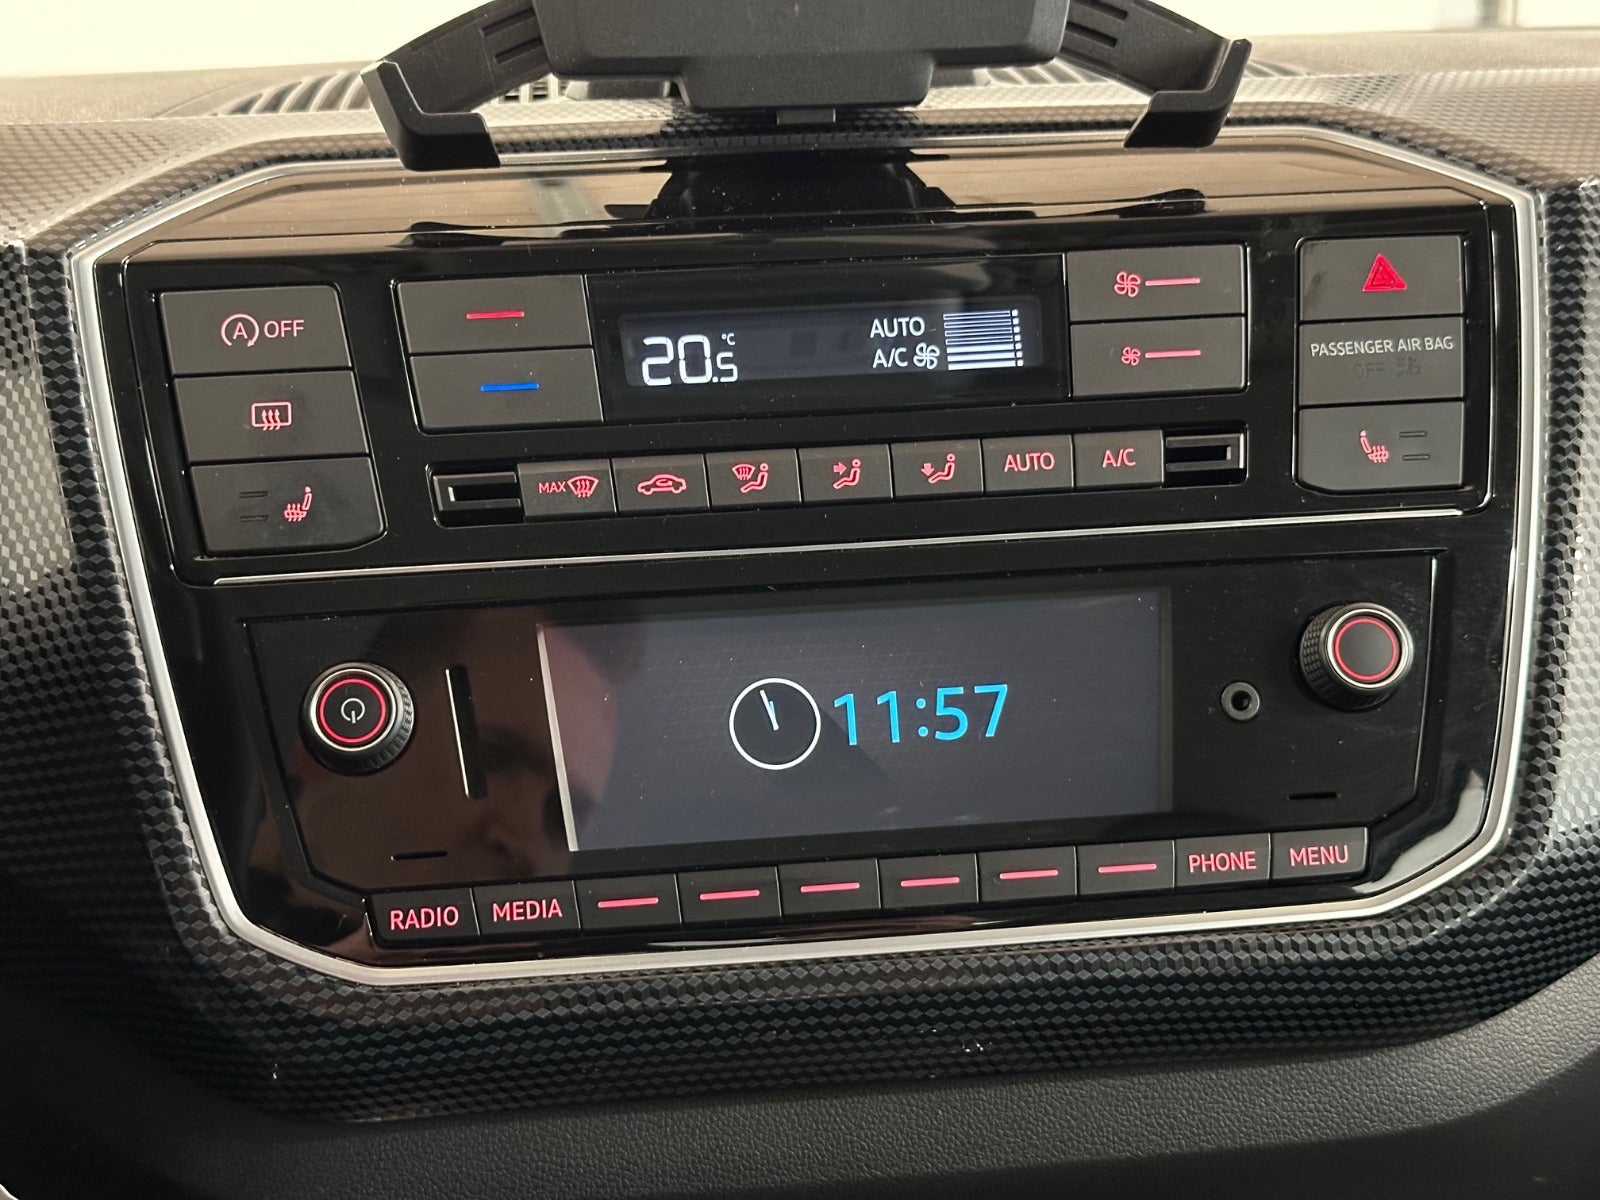 A OFF
20.5 °C
AUTO
A/C
PASSENGER AIR BAG
OFF
MAX
AUTO
A/C
11:57
RADIO
MEDIA
PHONE
MENU